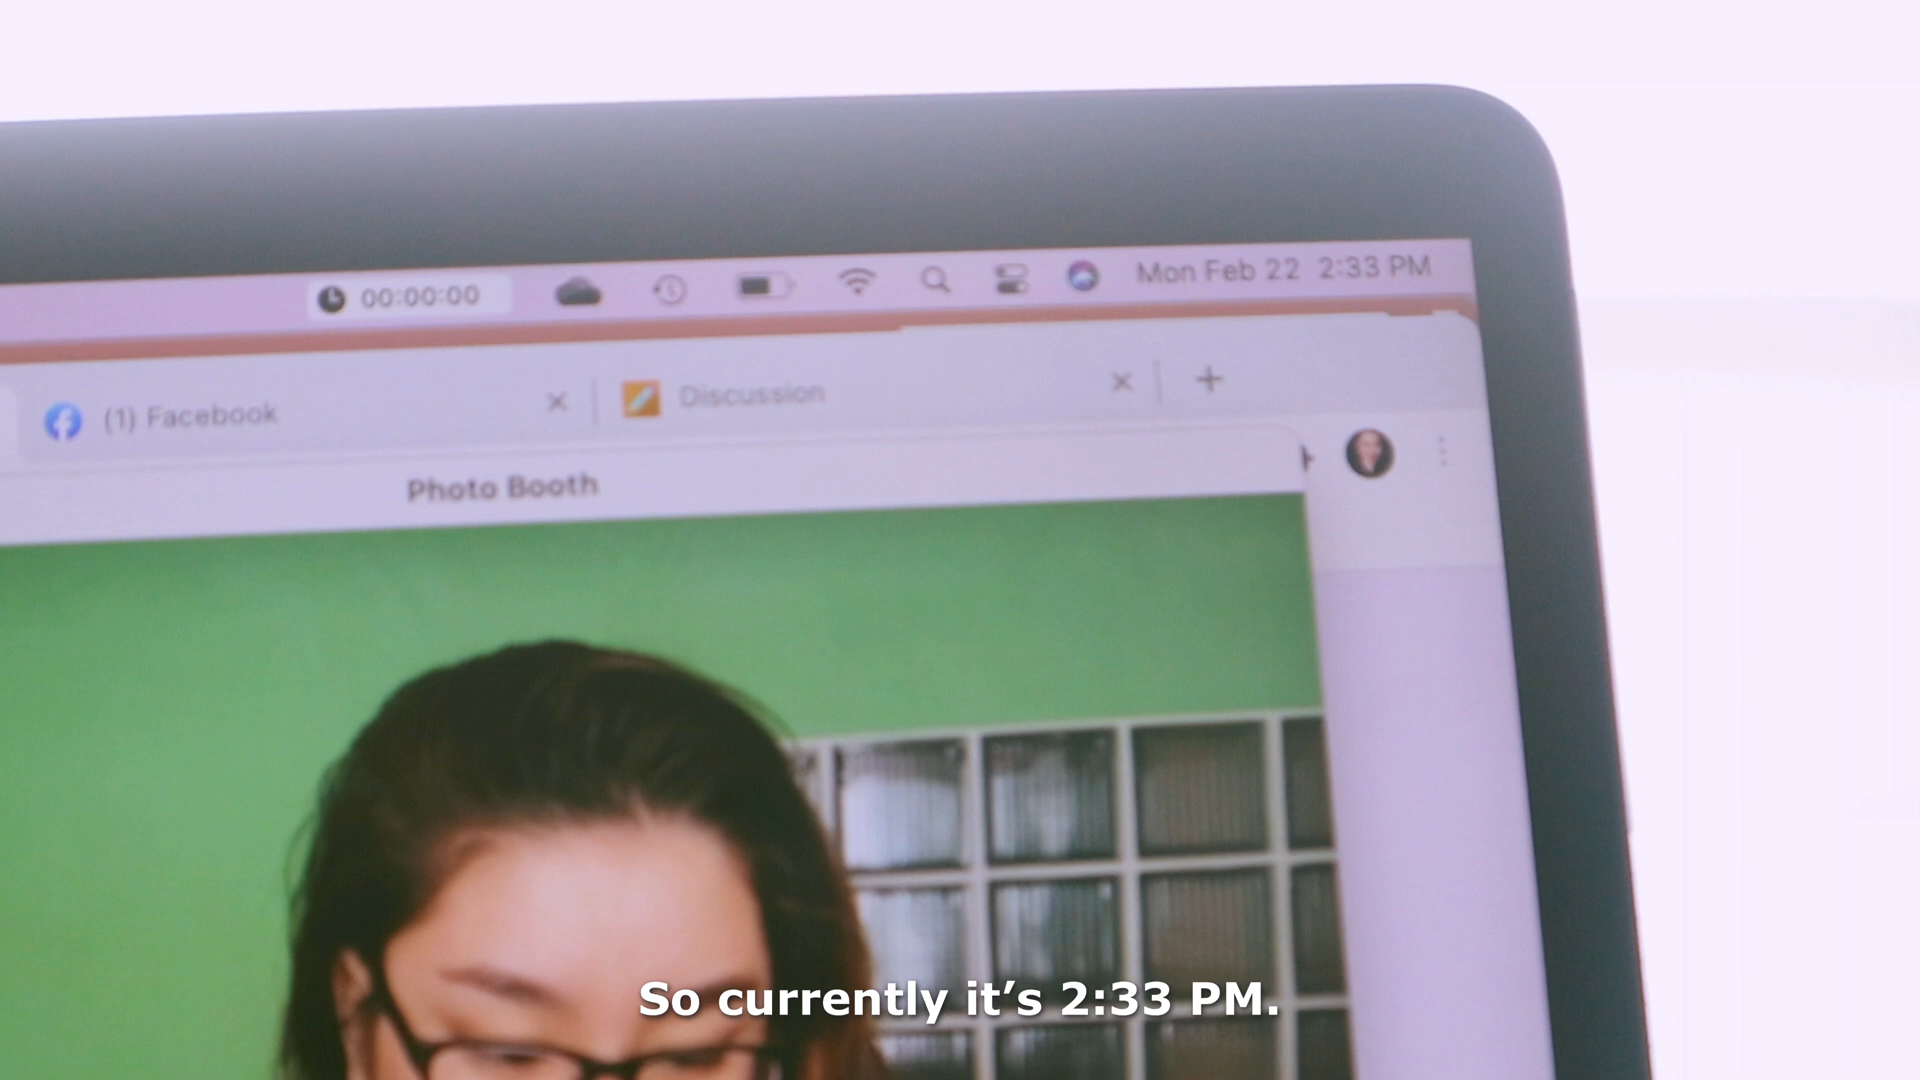 00:00:00 Mon Feb 22 2:33 PM
(1) Facebook Discussion
Photo Booth
So currently it’s 2:33 PM.